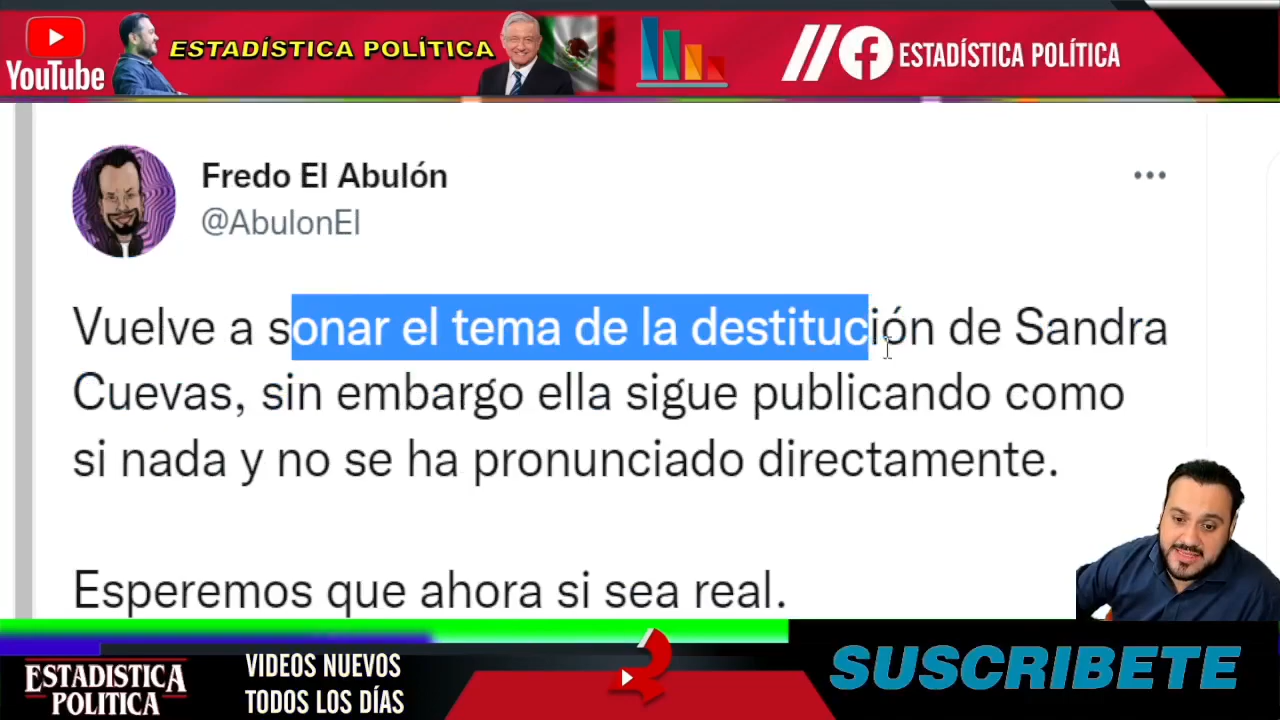 YouTube
ESTADÍSTICA POLÍTICA
ESTADÍSTICA POLÍTICA
Fredo El Abulón
@AbulonEl
Vuelve a sonar el tema de la destitución de Sandra
Cuevas, sin embargo ella sigue publicando como
si nada y no se ha pronunciado directamente.
Esperemos que ahora si sea real.
ESTADISTICA
POLÍTICA
VIDEOS NUEVOS
TODOS LOS DÍAS
SUSCRIBETE